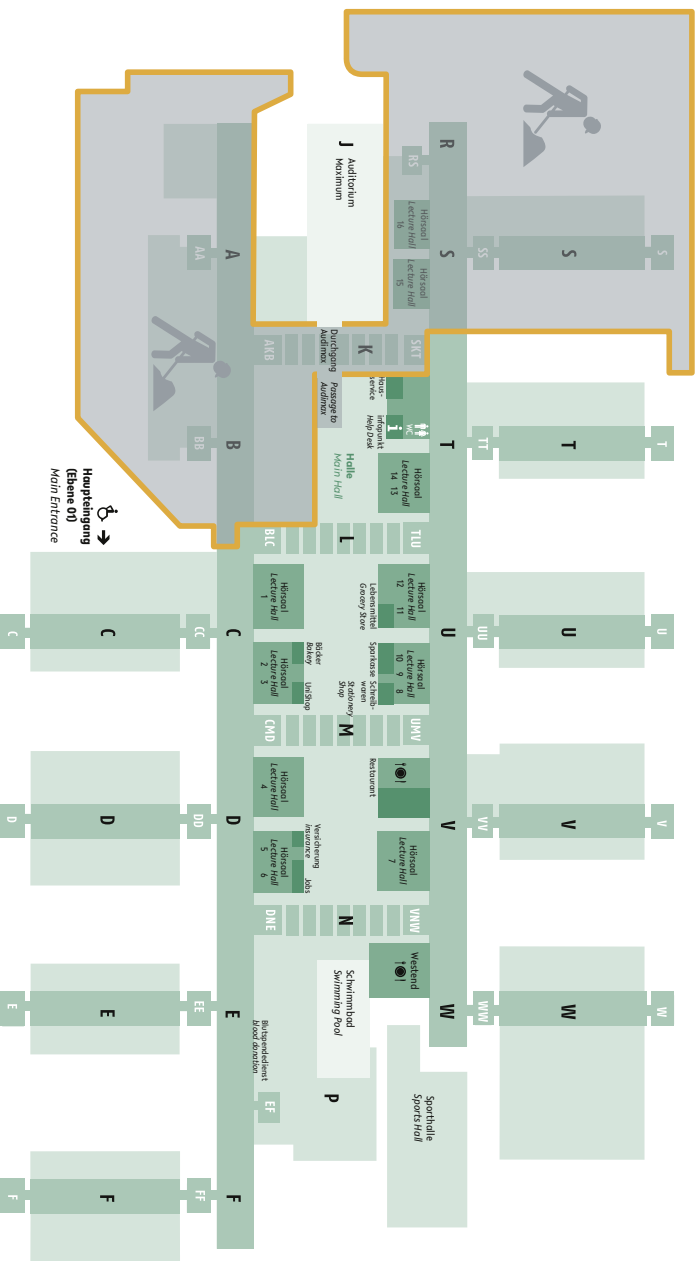 J
Auditorium
Maximum
R
RS
Hörsaal
Lecture Hall
16
Hörsaal
Lecture Hall
15
S
SS
S
S
A
AA
AKB
Durchgang
Audimax
K
SKT
Passage to
Audimax
Haus-
service
infopunkt
Help Desk
i
WC
T
TT
T
T
B
BB
Halle
Main Hall
Hörsaal
Lecture Hall
14 13
Haupteingang
(Ebene 01)
Main Entrance
BLC
L
TLU
C
CC
C
C
Hörsaal
Lecture Hall
1
Lebensmittel
Grocery Store
Hörsaal
Lecture Hall
12 11
U
UU
U
U
Bäcker
Bakery
Hörsaal
Lecture Hall
2 3
UniShop
Sparkasse
Schreib-
waren
Stationery
Shop
Hörsaal
Lecture Hall
10 9 8
CMD
M
UMV
D
DD
D
D
Hörsaal
Lecture Hall
4
Restaurant
V
VV
V
V
Versicherung
insurance
Hörsaal
Lecture Hall
5 6
Jobs
Hörsaal
Lecture Hall
7
DNE
N
VNW
E
EE
E
E
Schwimmbad
Swimming Pool
Westend
W
WW
W
W
Blutspendedienst
blood donation
EF
P
Sporthalle
Sports Hall
F
FF
F
F